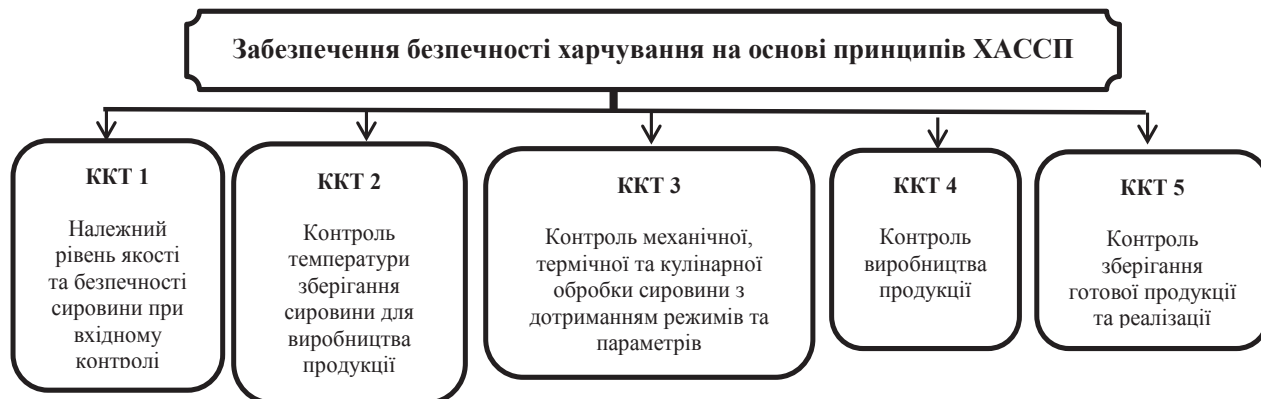 Забезпечення безпечності харчування на основі принципів ХАССП
ККТ 1
Належний
рівень якості
та безпечності
сировини при
вхідному
контролі
ККТ 2
Контроль
температури
зберігання
сировини для
виробництва
продукції
ККТ 3
Контроль механічної,
термічної та кулінарної
обробки сировини з
дотриманням режимів та
параметрів
ККТ 4
Контроль
виробництва
продукції
ККТ 5
Контроль
зберігання
готової продукції
та реалізації